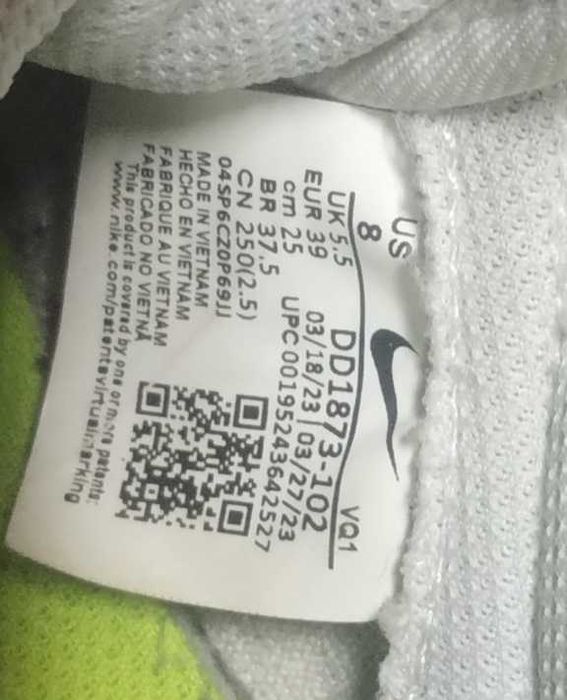 US
8
UK 5.5
EUR 39
cm 25
BR 37,5
CN 250(2.5)
VQ1
DD1873-102
03/18/23 | 03/27/23
UPC 00195243642527
04SP6CZ0P69JJ
MADE IN VIETNAM
HECHO EN VIETNAM
FABRIQUE AU VIETNAM
FABRICADO NO VIETNÃ
This product is covered by one or more patents:
www.nike.com/patentsvirtualmarking